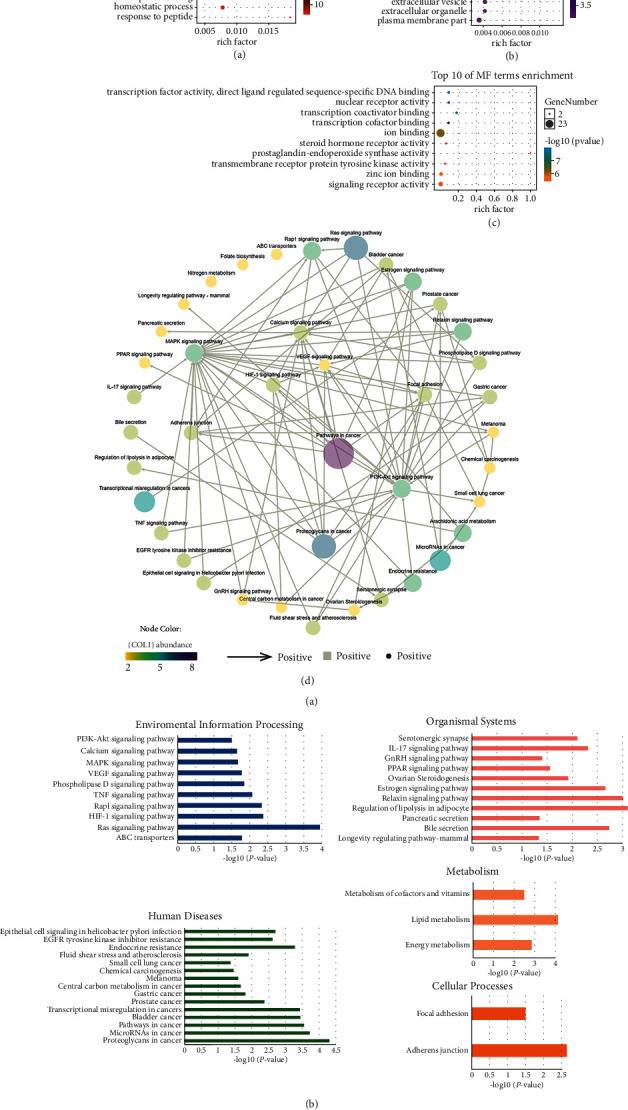 homeostatic process
response to peptide
0.005 0.010 0.015
rich factor
10
(a)
extracellular vesicle
extracellular organelle
plasma membrane part
0.004 0.006 0.008 0.010
rich factor
3.5
(b)
Top 10 of MF terms enrichment
transcription factor activity, direct ligand regulated sequence-specific DNA binding
nuclear receptor activity
transcription coactivator binding
transcription cofactor binding
ion binding
steroid hormone receptor activity
prostaglandin-endoperoxide synthase activity
transmembrane receptor protein tyrosine kinase activity
zinc ion binding
signaling receptor activity
0.2 0.4 0.6 0.8 1.0
rich factor
GeneNumber
2
23
-log10 (pvalue)
7
6
(c)
Ras signaling pathway
Rap1 signaling pathway
ABC transporters
Bladder cancer
Folate biosynthesis
Estrogen signaling pathway
Nitrogen metabolism
Longevity regulating pathway - mammal
Prostate cancer
Pancreatic secretion
Calcium signaling pathway
Relaxin signaling pathway
MAPK signaling pathway
PPAR signaling pathway
VEGF signaling pathway
Phospholipase D signaling pathway
HIF-1 signaling pathway
IL-17 signaling pathway
Focal adhesion
Gastric cancer
Bile secretion
Adherens junction
Melanoma
Pathways in cancer
Regulation of lipolysis in adipocyte
Chemical carcinogenesis
PI3K-Akt signaling pathway
Transcriptional misregulation in cancers
Small cell lung cancer
TNF signaling pathway
Proteoglycans in cancer
Arachidonic acid metabolism
EGFR tyrosine kinase inhibitor resistance
MicroRNAs in cancer
Epithelial cell signaling in Helicobacter pylori infection
Endocrine resistance
GnRH signaling pathway
Serotonergic synapse
Central carbon metabolism in cancer
Ovarian Steroidogenesis
Fluid shear stress and atherosclerosis
Node Color:
(COLI) abundance
2 5 8
Positive
Positive
Positive
(d)
(a)
Enviromental Information Processing
PI3K-Akt siganaling pathway
Calcium signaling pathway
MAPK signaling pathway
VEGF signaling pathway
Phospholipase D signaling pathway
TNF signaling pathway
Rapl signaling pathway
HIF-1 signaling pathway
Ras signaling pathway
ABC transporters
0 0.5 1 1.5 2 2.5 3 3.5 4
-log10 (P-value)
Organismal Systems
Serotonergic synapse
IL-17 signaling pathway
GnRH signaling pathway
PPAR signaling pathway
Ovarian Steroidogenesis
Estrogen signaling pathway
Relaxin signaling pathway
Regulation of lipolysis in adipocyte
Pancreatic secretion
Bile secretion
Longevity regulating pathway-mammal
0 0.5 1 1.5 2 2.5 3
-log10 (P-value)
Metabolism
Metabolism of cofactors and vitamins
Lipid metabolism
Energy metabolism
0 1 2 3 4
-log10 (P-value)
Human Diseases
Epithelial cell signaling in helicobacter pylori infection
EGFR tyrosine kinase inhibitor resistance
Endoccrine resistance
Fluid shear stress and atherosclerosis
Small cell lung cancer
Chemical carcinogenesis
Melanoma
Central carbon metabolism in cancer
Gastric cancer
Prostate cancer
Transcriptional misregulation in cancers
Bladder cancer
Pathways in cancer
MicroRNAs in cancer
Proteoglycans in cancer
0 0.5 1 1.5 2 2.5 3 3.5 4 4.5
-log10 (P-value)
Cellular Processes
Focal adhesion
Adherens junction
0 0.5 1 1.5 2 2.5
-log10 (P-value)
(b)